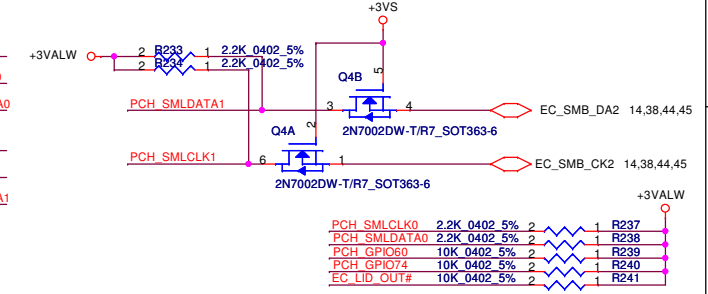 +3VS
+3VALW
2 R233 1 2.2K_0402_5%
2 R234 1 2.2K_0402_5%
Q4B
5
PCH_SMLDATA1 3 4 EC_SMB_DA2 14,38,44,45
2N7002DW-T/R7_SOT363-6
Q4A
2
PCH_SMLCLK1 6 1 EC_SMB_CK2 14,38,44,45
2N7002DW-T/R7_SOT363-6
+3VALW
PCH_SMLCLK0 2.2K_0402_5% 2 1 R237
PCH_SMLDATA0 2.2K_0402_5% 2 1 R238
PCH_GPIO60 10K_0402_5% 2 1 R239
PCH_GPIO74 10K_0402_5% 2 1 R240
EC_LID_OUT# 10K_0402_5% 2 1 R241